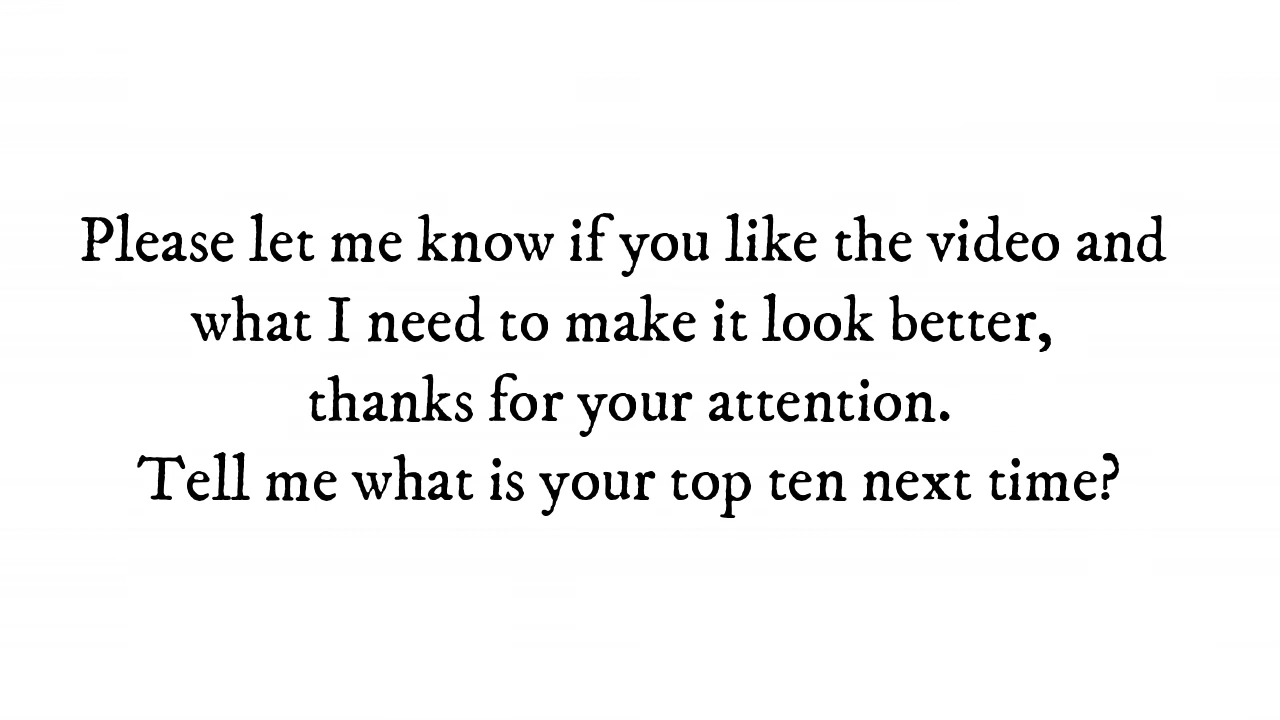 Please let me know if you like the video and
what I need to make it look better,
thanks for your attention.
Tell me what is your top ten next time?